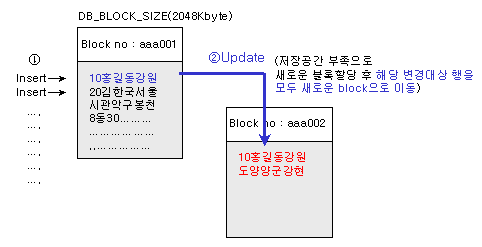 DB_BLOCK_SIZE(2048Kbyte)
①
Block no : aaa001
②Update
(저장공간 부족으로
새로운 블록할당 후 해당 변경대상 행을
모두 새로운 block으로 이동)
Insert
10홍길동강원
Insert
20김한국서울
시관악구봉천
8동30.........
..................
,,...............
....,
....,
....,
....,
....,
....,
Block no : aaa002
10홍길동강원
도양양군강현